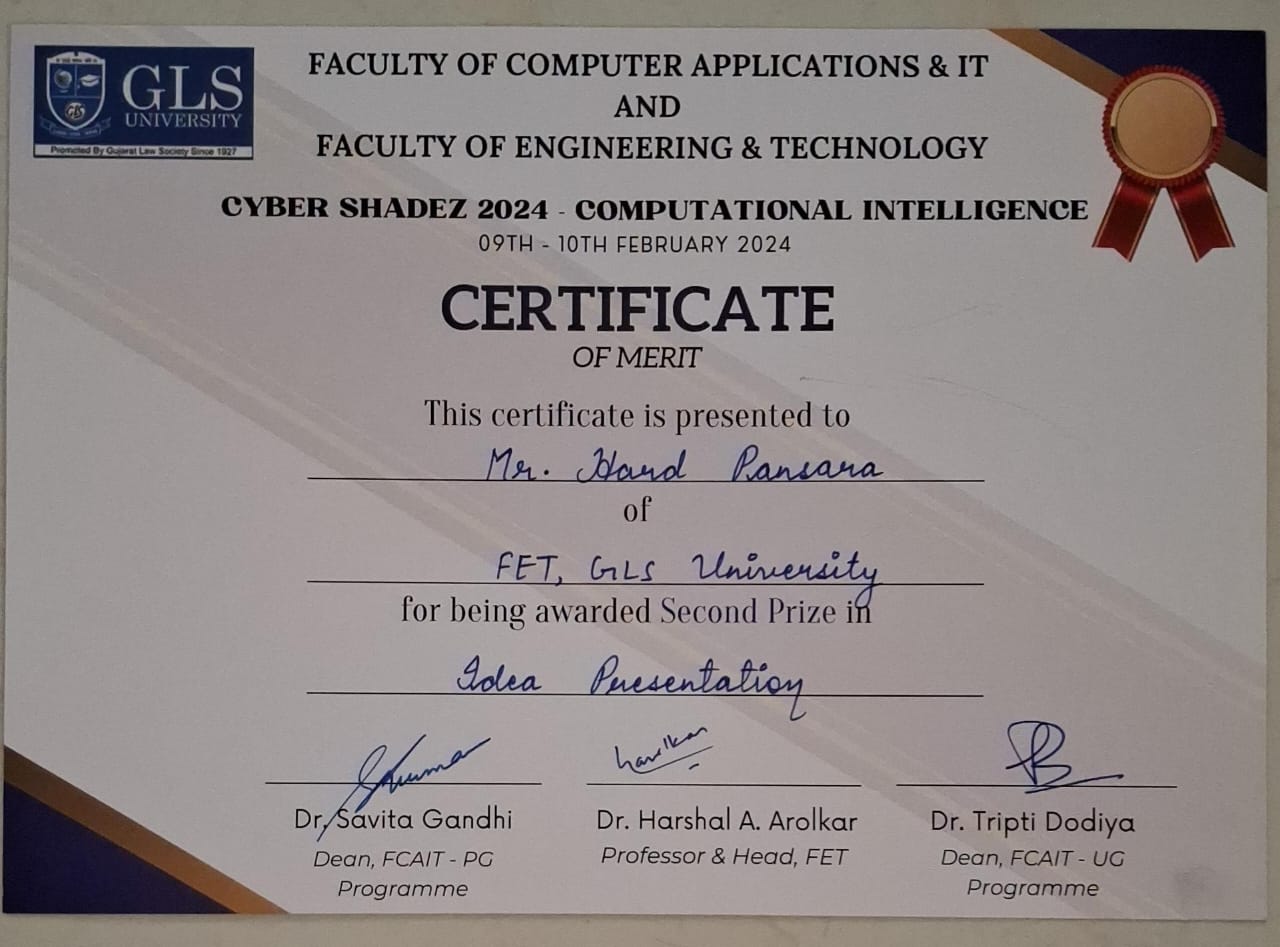 GLS
UNIVERSITY
Promoted By Gujarat Law Society Since 1927
FACULTY OF COMPUTER APPLICATIONS & IT
AND
FACULTY OF ENGINEERING & TECHNOLOGY
CYBER SHADEZ 2024 - COMPUTATIONAL INTELLIGENCE
09TH - 10TH FEBRUARY 2024
CERTIFICATE
OF MERIT
This certificate is presented to
Mr. Hard Pansara
of
FET, GLS University
for being awarded Second Prize in
Idea Presentation
Dr. Savita Gandhi
Dean, FCAIT - PG
Programme
Dr. Harshal A. Arolkar
Professor & Head, FET
Dr. Tripti Dodiya
Dean, FCAIT - UG
Programme